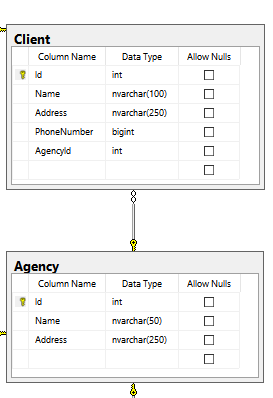 Client
Column Name Data Type Allow Nulls
Id int
Name nvarchar(100)
Address nvarchar(250)
PhoneNumber bigint
AgencyId int
Agency
Column Name Data Type Allow Nulls
Id int
Name nvarchar(50)
Address nvarchar(250)